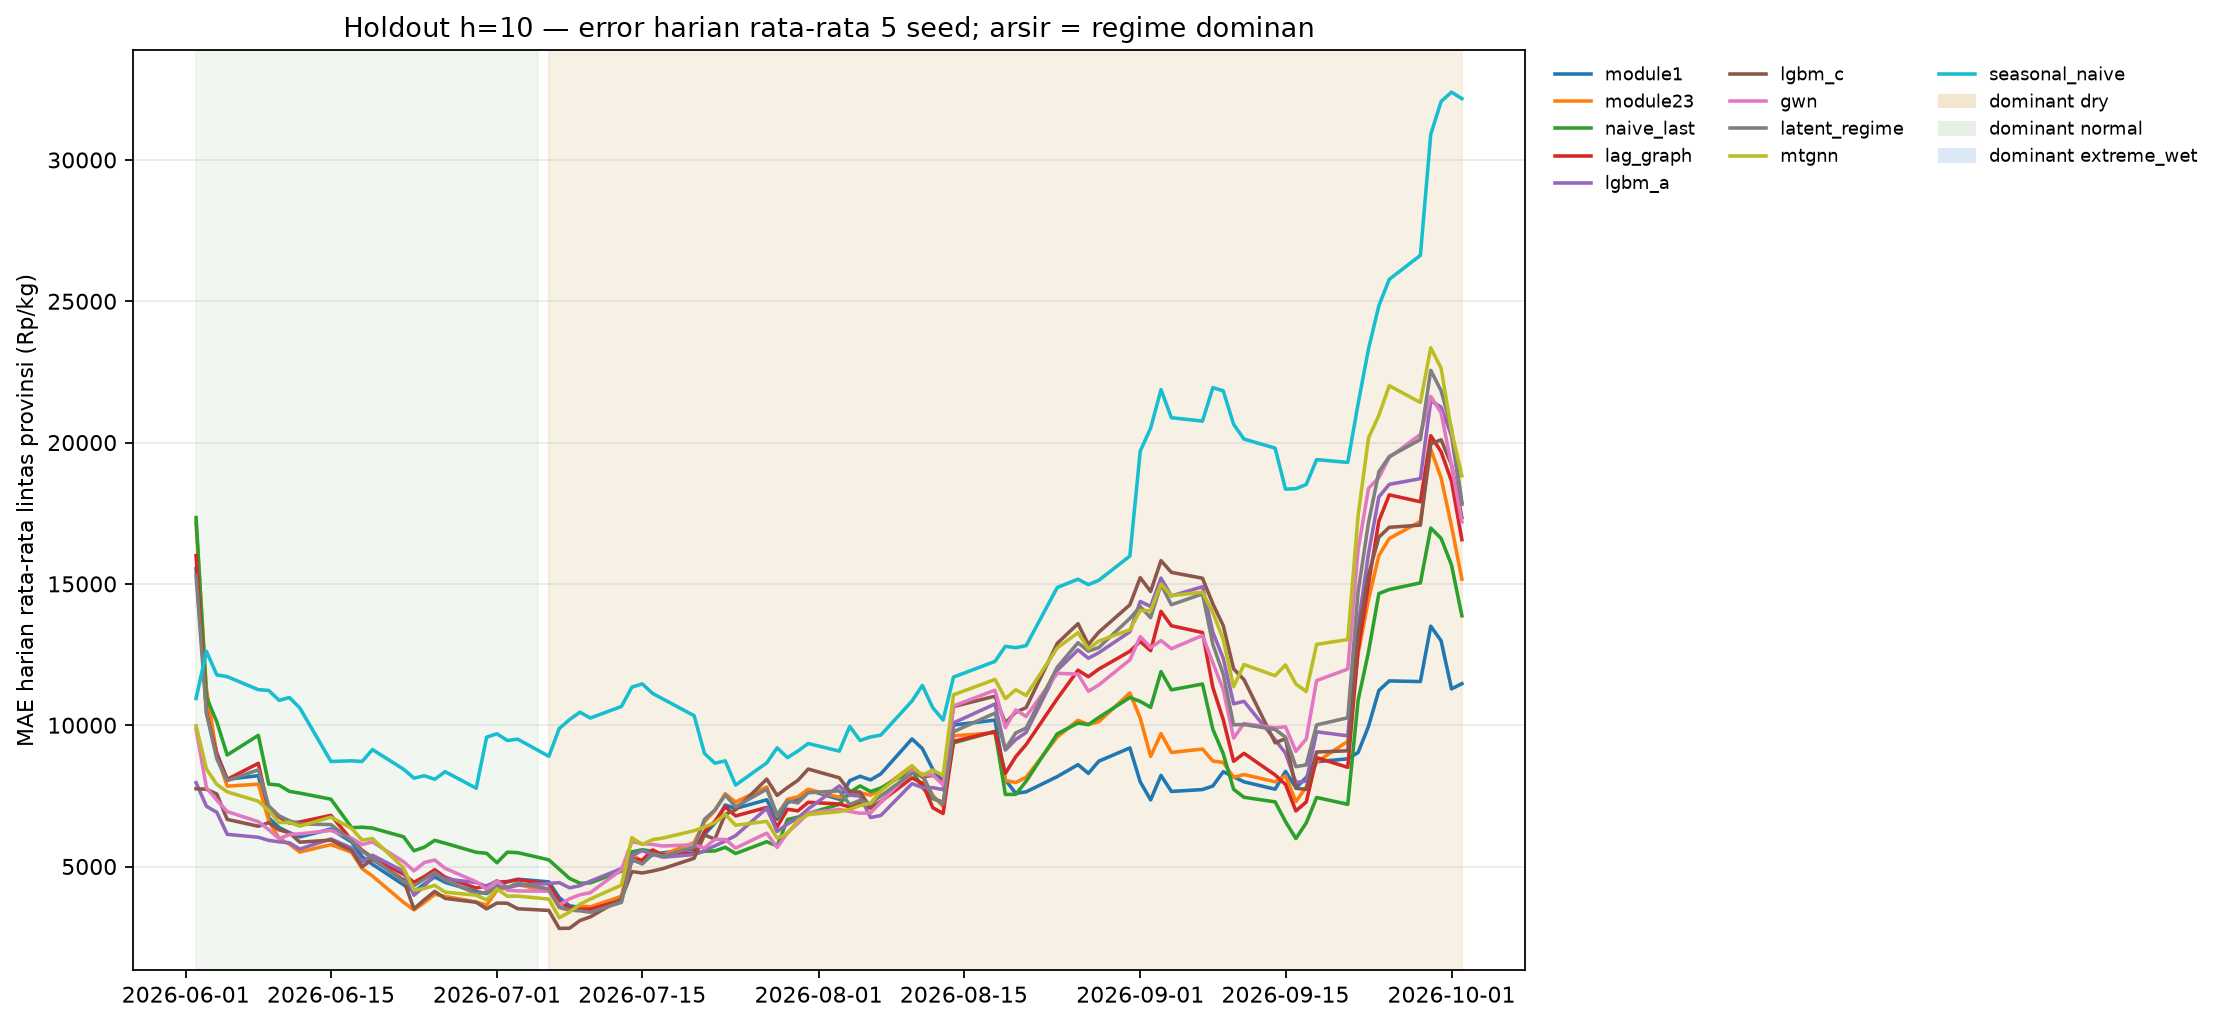 Holdout h=10 — error harian rata-rata 5 seed; arsir = regime dominan
MAE harian rata-rata lintas provinsi (Rp/kg)
30000
25000
20000
15000
10000
5000
2026-06-01
2026-06-15
2026-07-01
2026-07-15
2026-08-01
2026-08-15
2026-09-01
2026-09-15
2026-10-01
module1
module23
naive_last
lag_graph
lgbm_a
lgbm_c
gwn
latent_regime
mtgnn
seasonal_naive
dominant dry
dominant normal
dominant extreme_wet